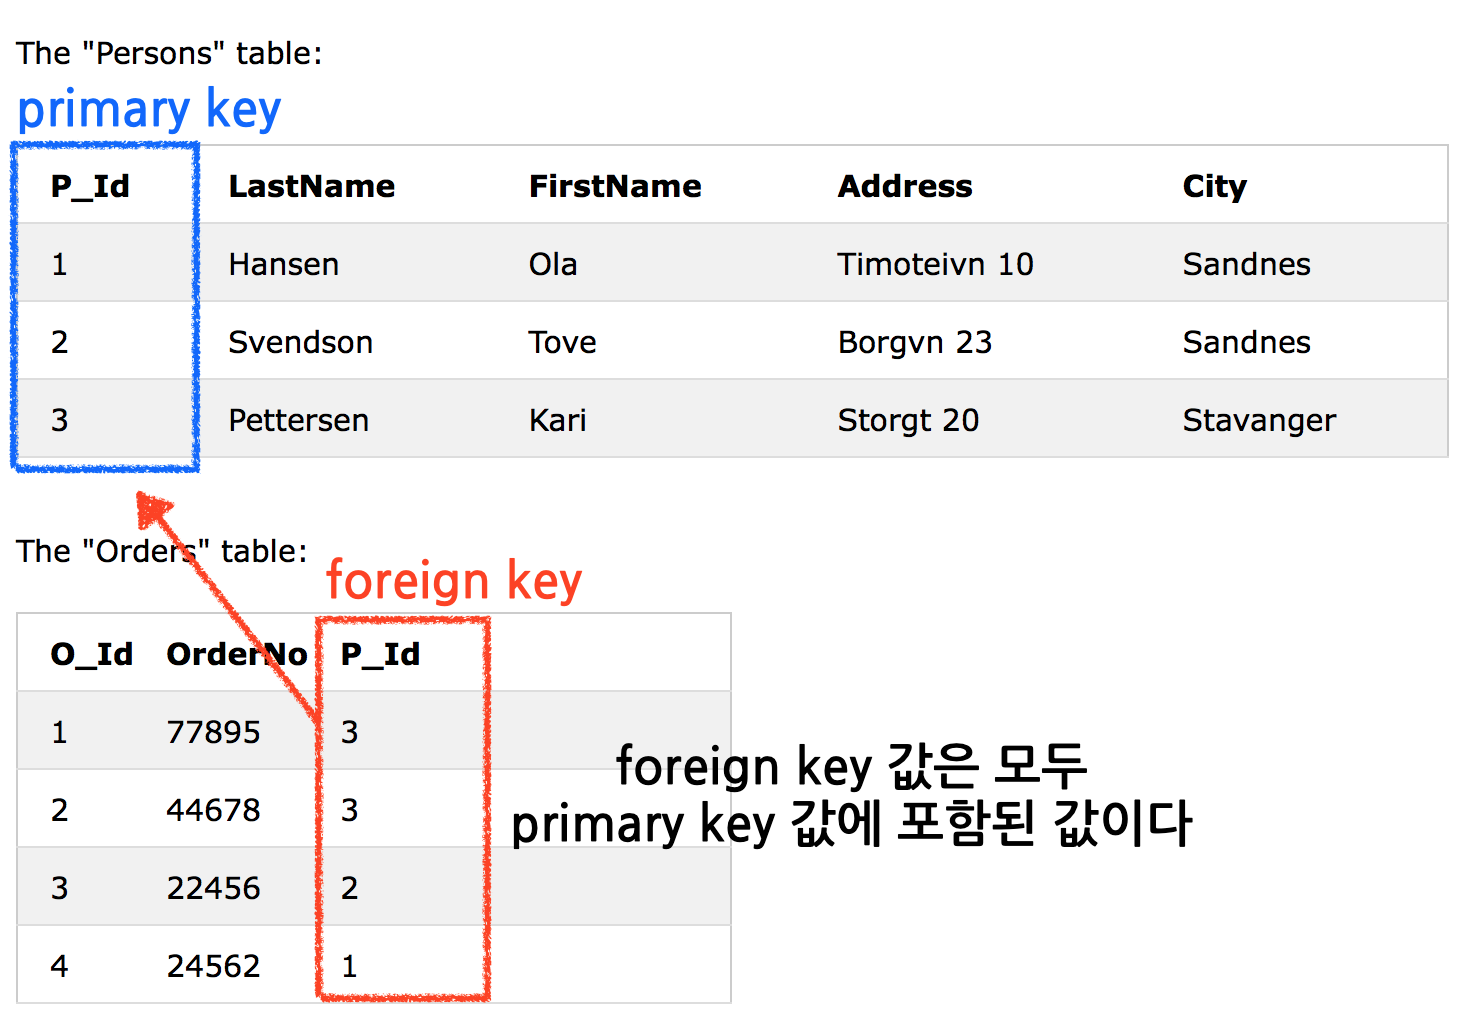 The "Persons" table:
primary key
P_Id LastName FirstName Address City
1 Hansen Ola Timoteivn 10 Sandnes
2 Svendson Tove Borgvn 23 Sandnes
3 Pettersen Kari Storgt 20 Stavanger
The "Orders" table:
foreign key
O_Id OrderNo P_Id
1 77895 3
2 44678 3
3 22456 2
4 24562 1
foreign key 값은 모두
primary key 값에 포함된 값이다